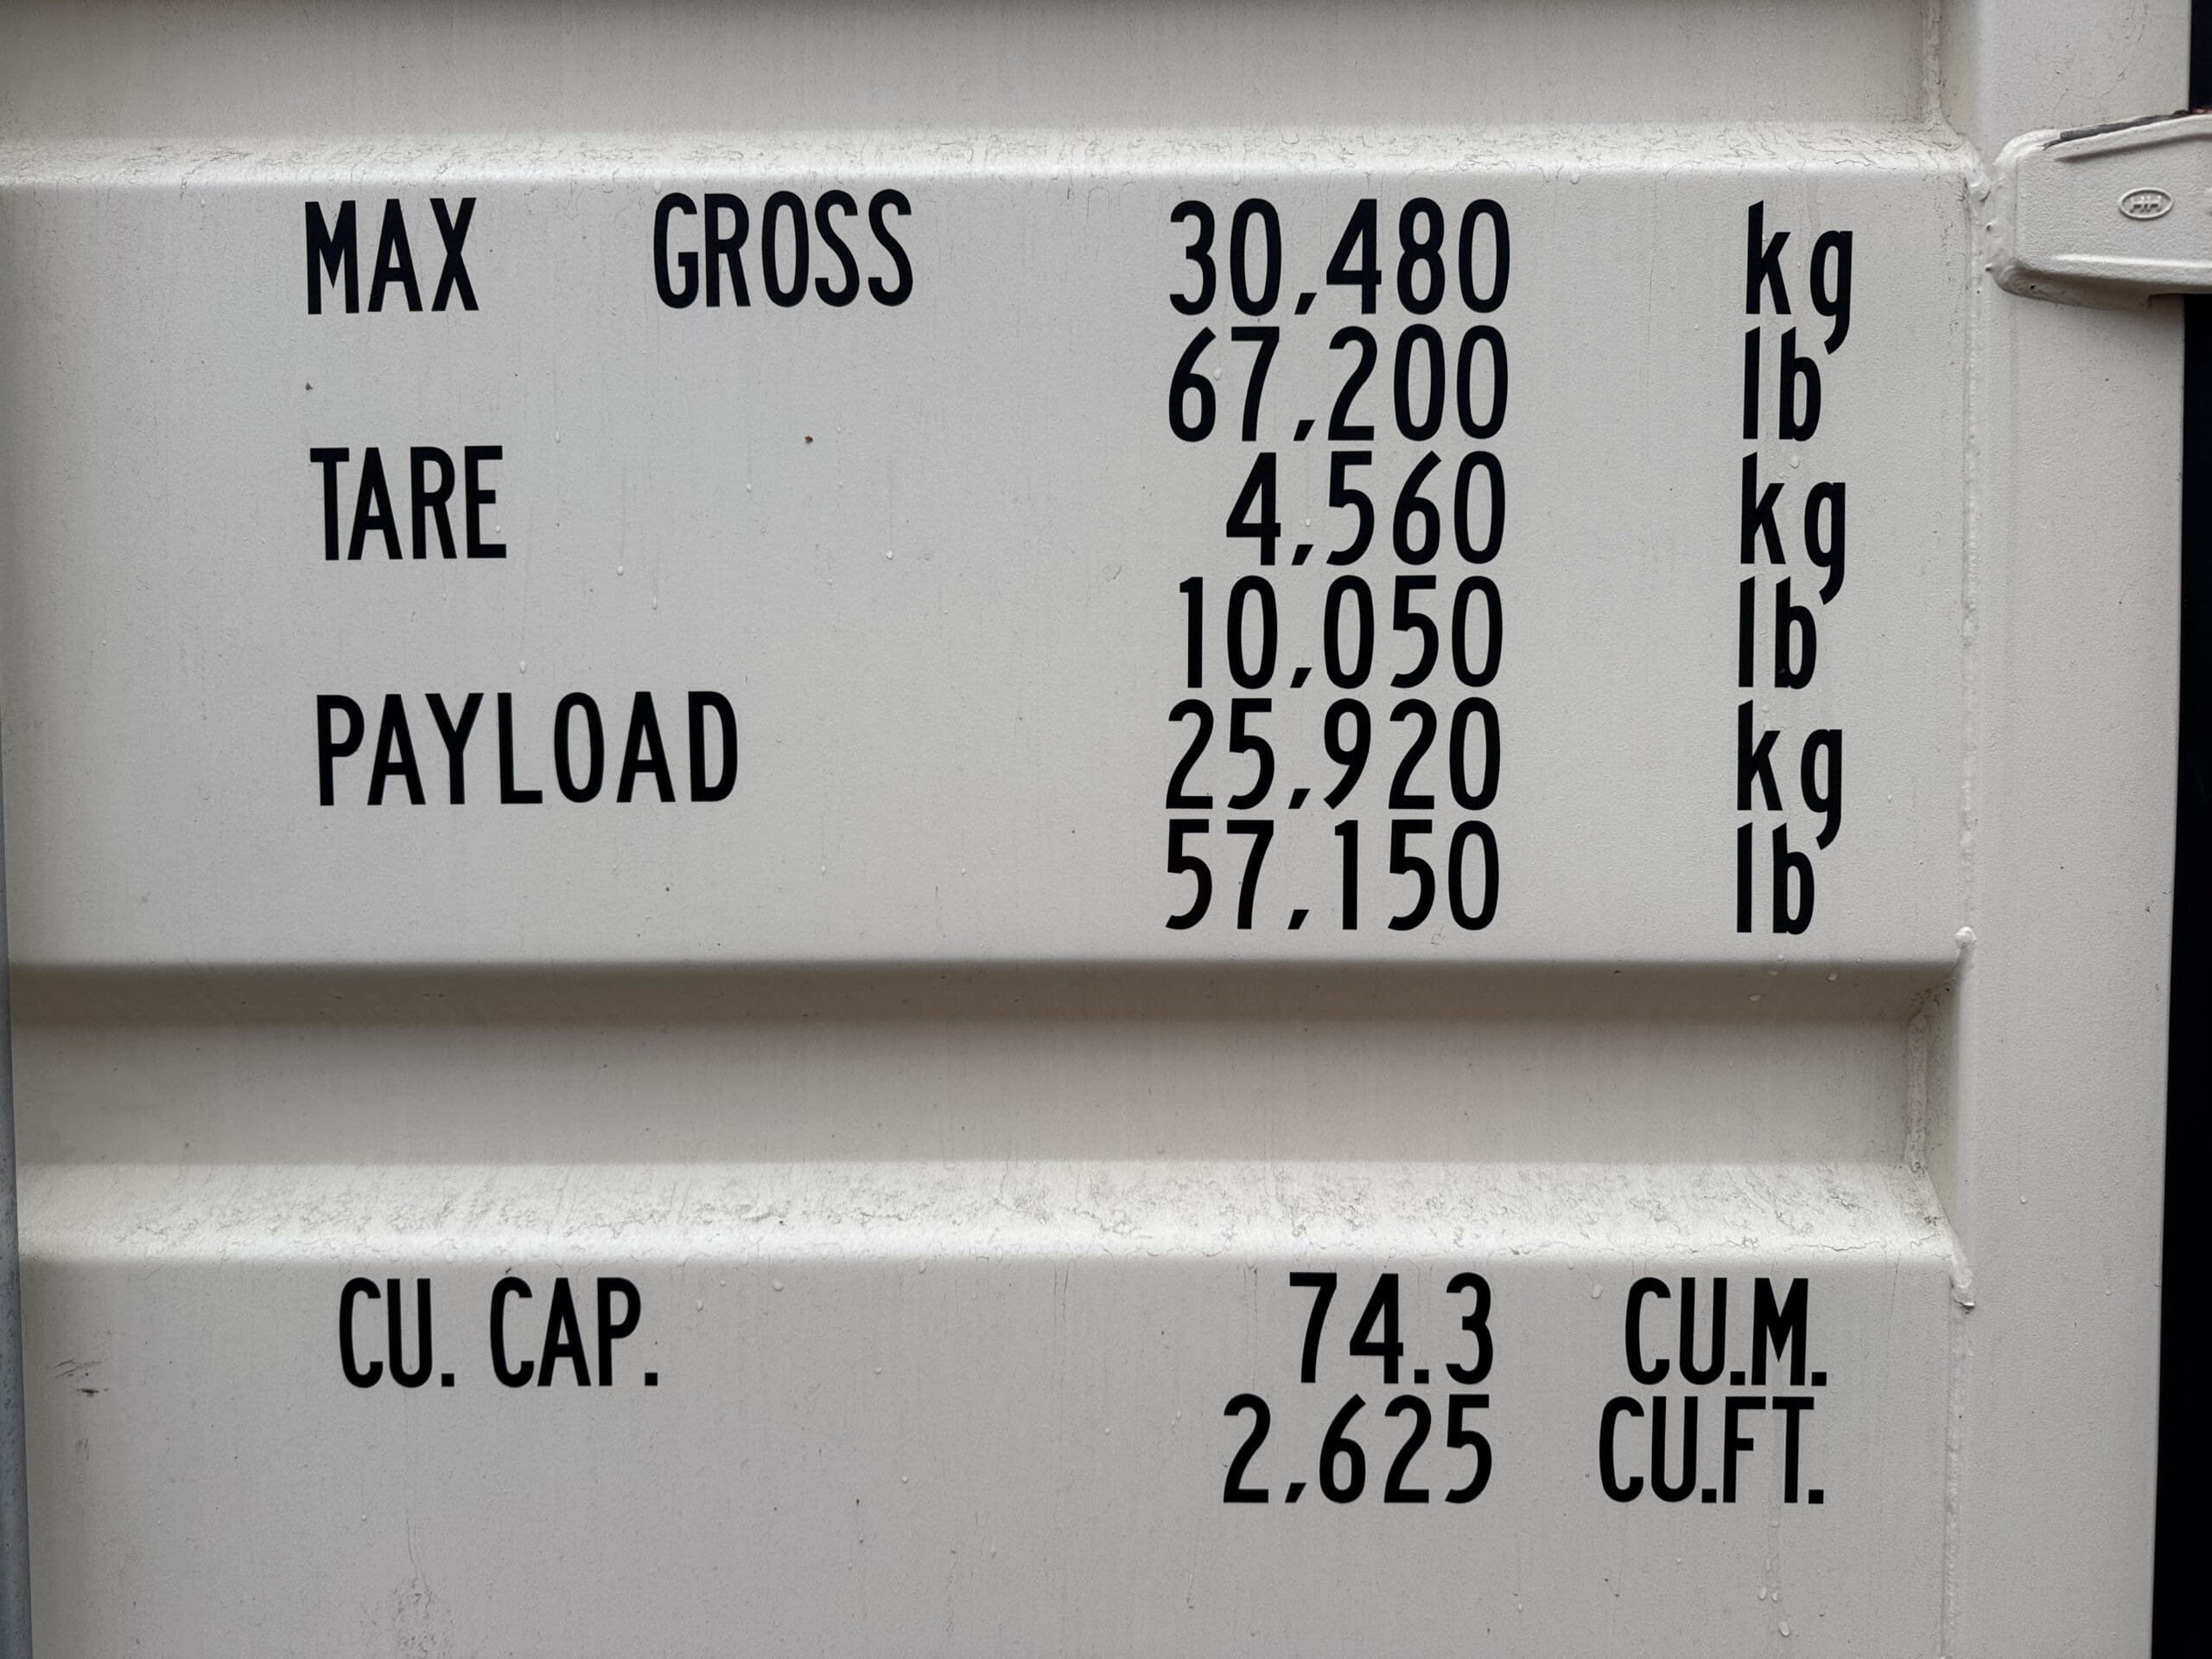 MAX GROSS 30,480 kg
67,200 lb
TARE 4,560 kg
10,050 lb
PAYLOAD 25,920 kg
57,150 lb
CU. CAP. 74.3 CU.M.
2,625 CU.FT.